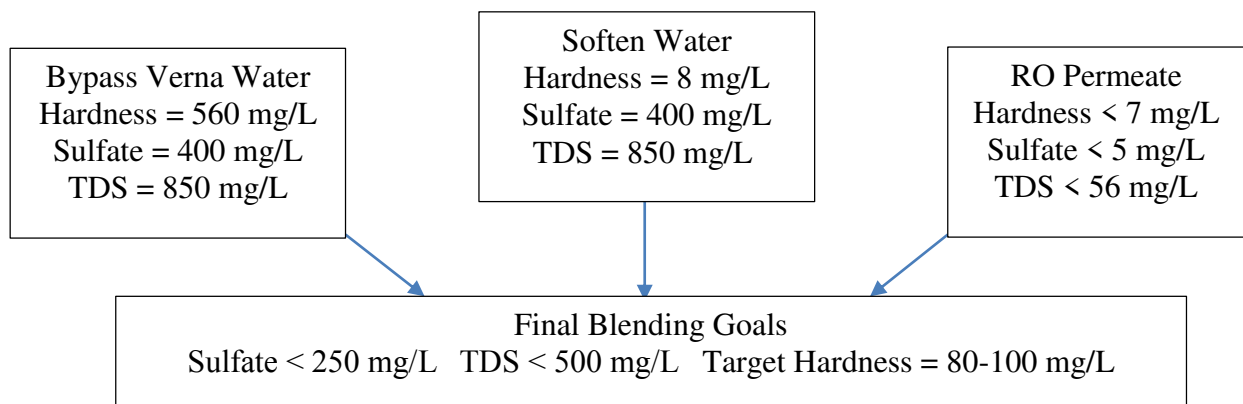 Bypass Verna Water
Hardness = 560 mg/L
Sulfate = 400 mg/L
TDS = 850 mg/L
Soften Water
Hardness = 8 mg/L
Sulfate = 400 mg/L
TDS = 850 mg/L
RO Permeate
Hardness < 7 mg/L
Sulfate < 5 mg/L
TDS < 56 mg/L
Final Blending Goals
Sulfate < 250 mg/L TDS < 500 mg/L Target Hardness = 80-100 mg/L